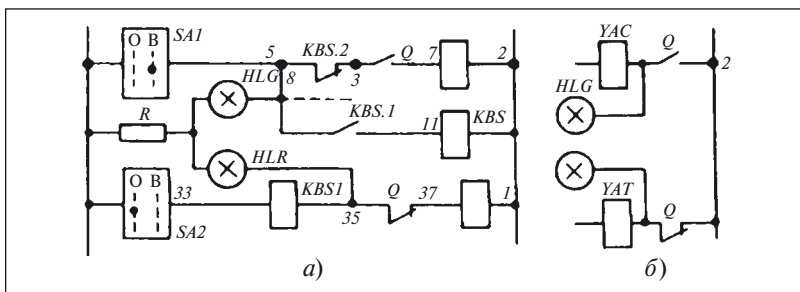 O B SA1
5 KBS.2 Q 7 2
HLG 8 3
KBS.1 11 KBS
R
HLR
O B 33 KBS1 Q 37 1
35
SA2
а)
YAC Q
2
HLG
YAT Q
б)